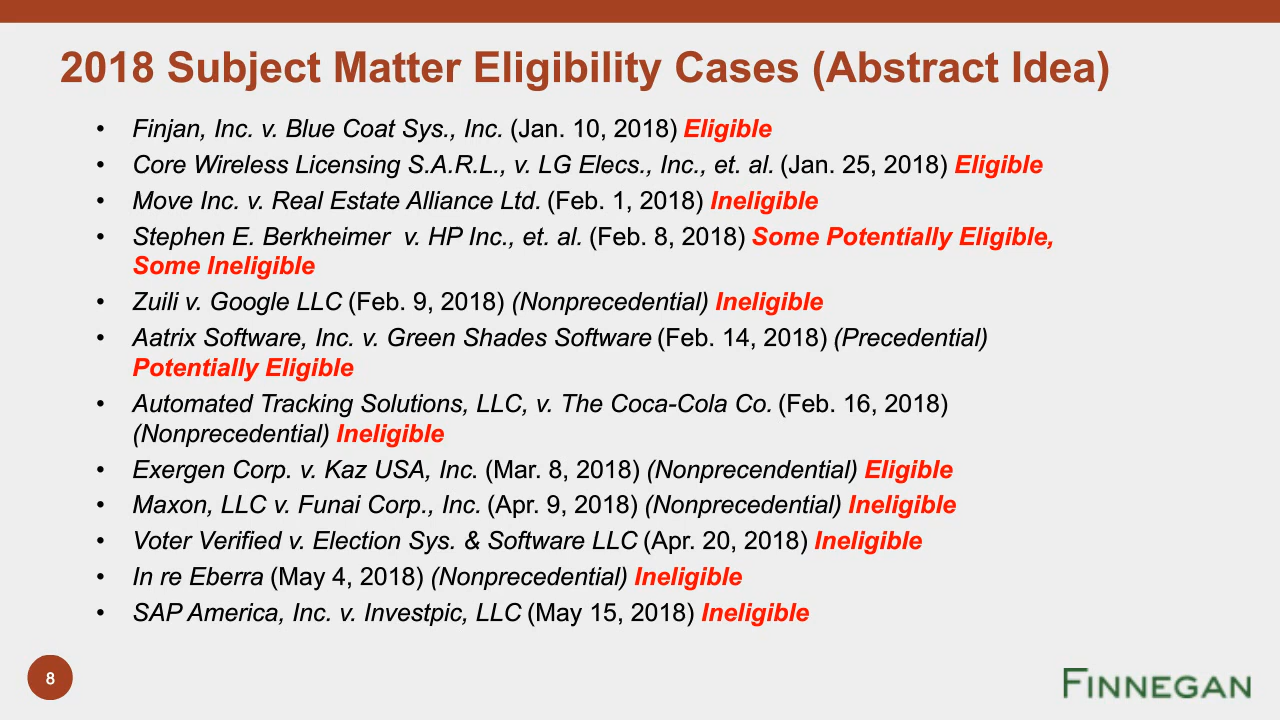 2018 Subject Matter Eligibility Cases (Abstract Idea)
• Finjan, Inc. v. Blue Coat Sys., Inc. (Jan. 10, 2018) Eligible
• Core Wireless Licensing S.A.R.L., v. LG Elecs., Inc., et. al. (Jan. 25, 2018) Eligible
• Move Inc. v. Real Estate Alliance Ltd. (Feb. 1, 2018) Ineligible
• Stephen E. Berkheimer v. HP Inc., et. al. (Feb. 8, 2018) Some Potentially Eligible,
Some Ineligible
• Zuili v. Google LLC (Feb. 9, 2018) (Nonprecedential) Ineligible
• Aatrix Software, Inc. v. Green Shades Software (Feb. 14, 2018) (Precedential)
Potentially Eligible
• Automated Tracking Solutions, LLC, v. The Coca-Cola Co. (Feb. 16, 2018)
(Nonprecedential) Ineligible
• Exergen Corp. v. Kaz USA, Inc. (Mar. 8, 2018) (Nonprecendential) Eligible
• Maxon, LLC v. Funai Corp., Inc. (Apr. 9, 2018) (Nonprecedential) Ineligible
• Voter Verified v. Election Sys. & Software LLC (Apr. 20, 2018) Ineligible
• In re Eberra (May 4, 2018) (Nonprecedential) Ineligible
• SAP America, Inc. v. Investpic, LLC (May 15, 2018) Ineligible
8
FINNEGAN